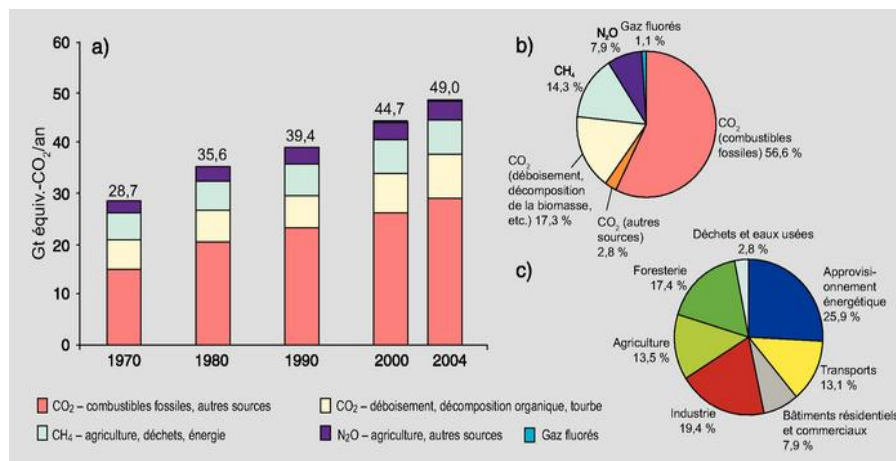 a)
Gt équiv.-CO₂/an
60
50
40
30
20
10
0
28,7
35,6
39,4
44,7
49,0
1970
1980
1990
2000
2004
b)
Gaz fluorés
1,1 %
N₂O
7,9 %
CH₄
14,3 %
CO₂
(combustibles
fossiles) 56,6 %
CO₂
(déboisement,
décomposition
de la biomasse,
etc.) 17,3 %
CO₂ (autres
sources)
2,8 %
c)
Déchets et eaux usées
2,8 %
Foresterie
17,4 %
Approvisi-
onnement
énergétique
25,9 %
Agriculture
13,5 %
Transports
13,1 %
Industrie
19,4 %
Bâtiments résidentiels
et commerciaux
7,9 %
CO₂ – combustibles fossiles, autres sources
CO₂ – déboisement, décomposition organique, tourbe
CH₄ – agriculture, déchets, énergie
N₂O – agriculture, autres sources
Gaz fluorés